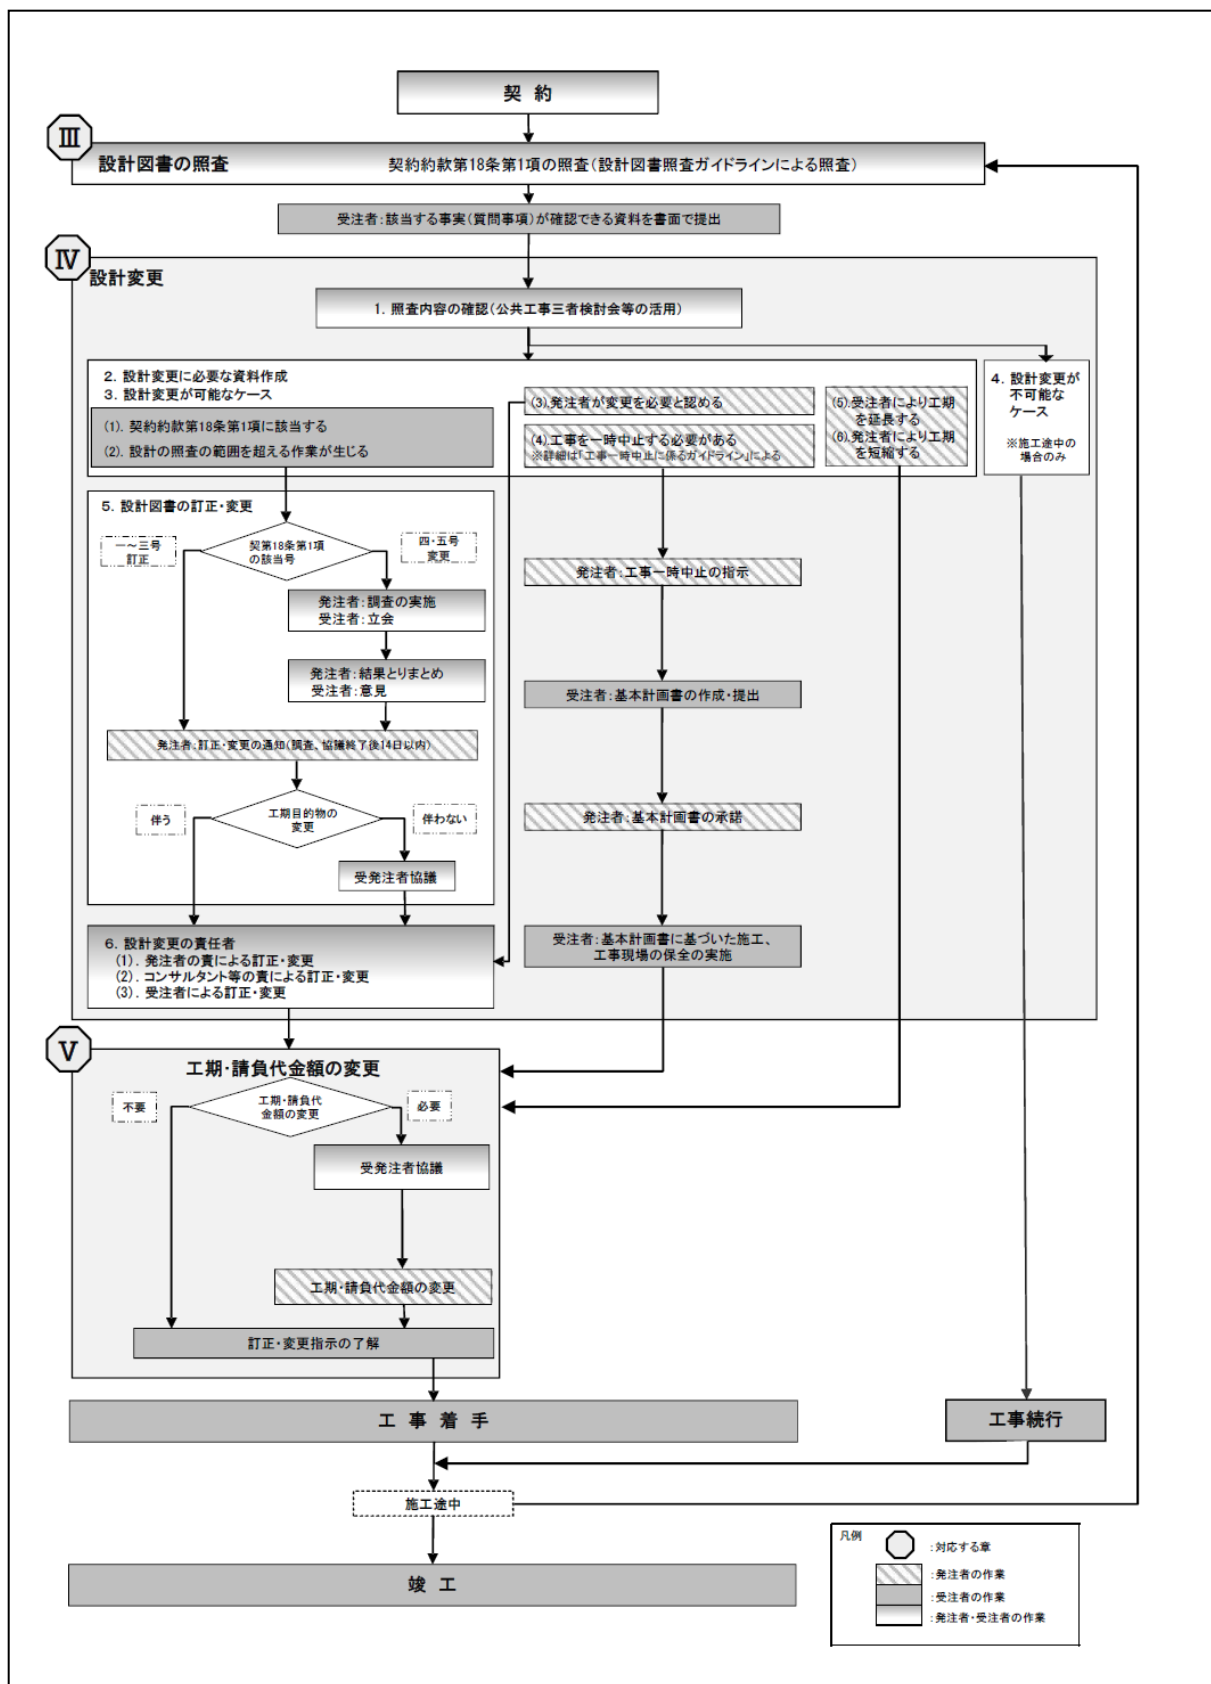 契 約
Ⅲ
設計図書の照査
契約約款第18条第1項の照査(設計図書照査ガイドラインによる照査)
受注者:該当する事実(質問事項)が確認できる資料を書面で提出
Ⅳ
設計変更
1. 照査内容の確認(公共工事三者検討会等の活用)
2. 設計変更に必要な資料作成
3. 設計変更が可能なケース
(1). 契約約款第18条第1項に該当する
(2). 設計の照査の範囲を超える作業が生じる
(3).発注者が変更を必要と認める
(4).工事を一時中止する必要がある
※詳細は「工事一時中止に係るガイドライン」による
(5).受注者により工期
を延長する
(6).発注者により工期
を短縮する
4. 設計変更が
不可能な
ケース
※施工途中の
場合のみ
5. 設計図書の訂正・変更
一~三号
訂正
契第18条第1項
の該当号
四・五号
変更
発注者:調査の実施
受注者:立会
発注者:結果とりまとめ
受注者:意見
発注者:訂正・変更の通知(調査、協議終了後14日以内)
伴う
工期目的物の
変更
伴わない
受発注者協議
発注者:工事一時中止の指示
受注者:基本計画書の作成・提出
発注者:基本計画書の承諾
受注者:基本計画書に基づいた施工、
工事現場の保全の実施
6. 設計変更の責任者
(1). 発注者の責による訂正・変更
(2). コンサルタント等の責による訂正・変更
(3). 受注者による訂正・変更
Ⅴ
工期・請負代金額の変更
不要
工期・請負代
金額の変更
必要
受発注者協議
工期・請負代金額の変更
訂正・変更指示の了解
工 事 着 手
工事続行
施工途中
竣 工
凡例
:対応する章
:発注者の作業
:受注者の作業
:発注者・受注者の作業